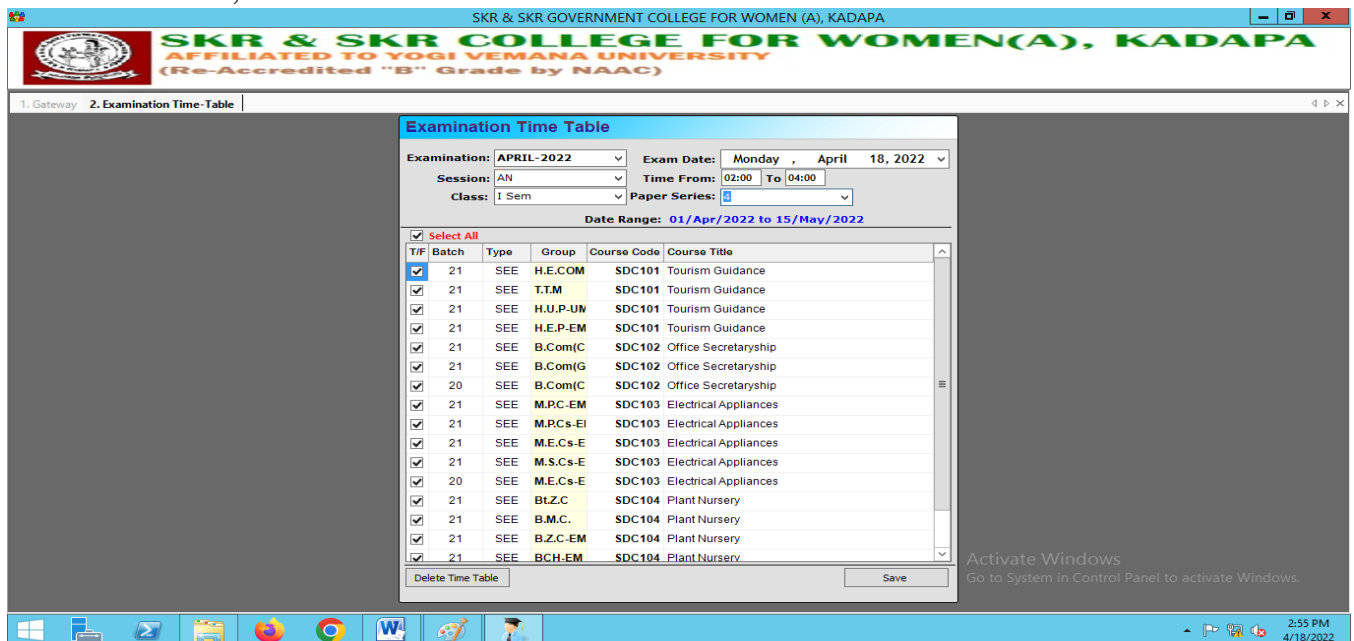 SKR & SKR GOVERNMENT COLLEGE FOR WOMEN (A), KADAPA
SKR & SKR COLLEGE FOR WOMEN(A), KADAPA
AFFILIATED TO YOGI VEMANA UNIVERSITY
(Re-Accredited "B" Grade by NAAC)
1. Gateway 2. Examination Time-Table
Examination Time Table
Examination: APRIL-2022 Exam Date: Monday , April 18, 2022
Session: AN Time From: 02:00 To 04:00
Class: I Sem Paper Series: 4
Date Range: 01/Apr/2022 to 15/May/2022
Select All
T/F Batch Type Group Course Code Course Title
21 SEE H.E.COM SDC101 Tourism Guidance
21 SEE T.T.M SDC101 Tourism Guidance
21 SEE H.U.P-UM SDC101 Tourism Guidance
21 SEE H.E.P-EM SDC101 Tourism Guidance
21 SEE B.Com(C SDC102 Office Secretaryship
21 SEE B.Com(G SDC102 Office Secretaryship
20 SEE B.Com(C SDC102 Office Secretaryship
21 SEE M.P.C-EM SDC103 Electrical Appliances
21 SEE M.P.Cs-E SDC103 Electrical Appliances
21 SEE M.E.Cs-E SDC103 Electrical Appliances
21 SEE M.S.Cs-E SDC103 Electrical Appliances
20 SEE M.E.Cs-E SDC103 Electrical Appliances
21 SEE Bt.Z.C SDC104 Plant Nursery
21 SEE B.M.C. SDC104 Plant Nursery
21 SEE B.Z.C-EM SDC104 Plant Nursery
21 SEE BCH-EM SDC104 Plant Nursery
Delete Time Table Save
Activate Windows
Go to System in Control Panel to activate Windows.
2:55 PM
4/18/2022